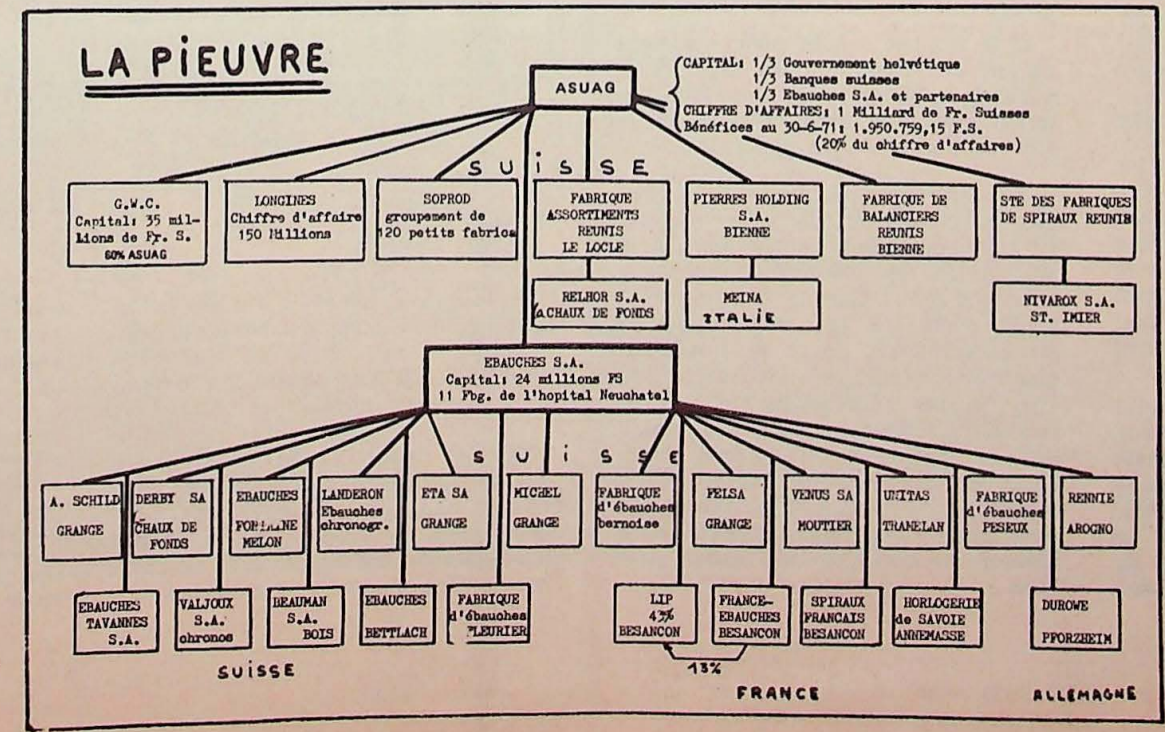 LA PiEUVRE
ASUAG
CAPITAL: 1/3 Gouvernement helvétique
1/3 Banques suisses
1/3 Ebauches S.A. et partenaires
CHIFFRE D'AFFAIRES: 1 Milliard de Fr. Suisses
Bénéfices au 30-6-71: 1.950.759,15 F.S.
(20% du chiffre d'affaires)
SUiSSE
G.W.C.
Capital: 35 mil-
lions de Fr. S.
60% ASUAG
LONGINES
Chiffre d'affaire
150 Millions
SOPROD
groupement de
120 petits fabrica
FABRIQUE
ASSORTIMENTS
REUNIS
LE LOCLE
PIERRES HOLDING
S.A.
BIENNE
FABRIQUE DE
BALANCIERS
REUNIS
BIENNE
STE DES FABRIQUES
DE SPIRAUX REUNIS
RELHOR S.A.
LA CHAUX DE FONDS
MEINA
ITALiE
NIVAROX S.A.
ST. IMIER
EBAUCHES S.A.
Capital: 24 millions FS
11 Fbg. de l'hopital Neuchatel
SUiSSE
A. SCHILD
GRANGE
DERBY SA
CHAUX DE
FONDS
EBAUCHES
MELON
LANDERON
Ebauches
chronogr.
ETA SA
GRANGE
MICHEL
GRANGE
FABRIQUE
d'ébauches
bernoise
FELSA
GRANGE
VENUS SA
MOUTIER
UNITAS
TRAMELAN
FABRIQUE
d'ébauches
PESEUX
RENNIE
AROGNO
EBAUCHES
TAVANNES
S.A.
VALJOUX
S.A.
chronos
BEAUMAN
S.A.
BOIS
EBAUCHES
BETTLACH
FABRIQUE
d'ébauches
FLEURIER
LIP
43%
BESANCON
FRANCE-
EBAUCHES
BESANCON
SPIRAUX
FRANCAIS
BESANCON
HORLOGERIE
de SAVOIE
ANNEMASSE
DUROWE
PFORZHEIM
13%
SUiSSE
FRANCE
ALLEMAGNE